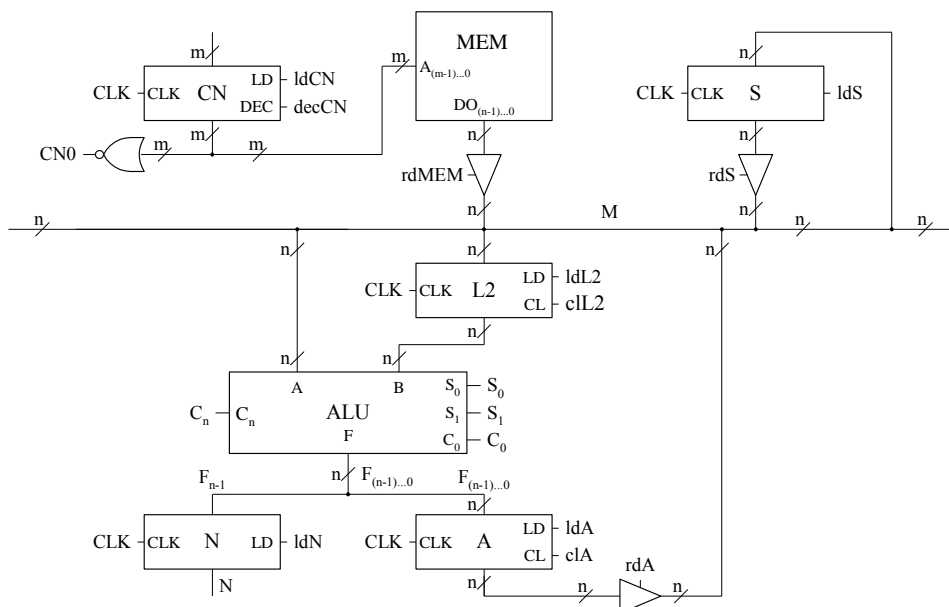 m
MEM
n
m
A(m-1)...0
CLK
CLK
CN
LD
ldCN
DEC
decCN
CLK
CLK
S
ldS
DO(n-1)...0
m
n
n
CN0
m
m
rdMEM
rdS
n
n
M
n
n
n
n
n
n
CLK
CLK
L2
LD
ldL2
CL
clL2
n
n
n
A
B
S0
S0
Cn
Cn
ALU
S1
S1
F
C0
C0
n
Fn-1
F(n-1)...0
F(n-1)...0
n
CLK
CLK
N
LD
ldN
CLK
CLK
A
LD
ldA
CL
clA
N
n
n
rdA
n